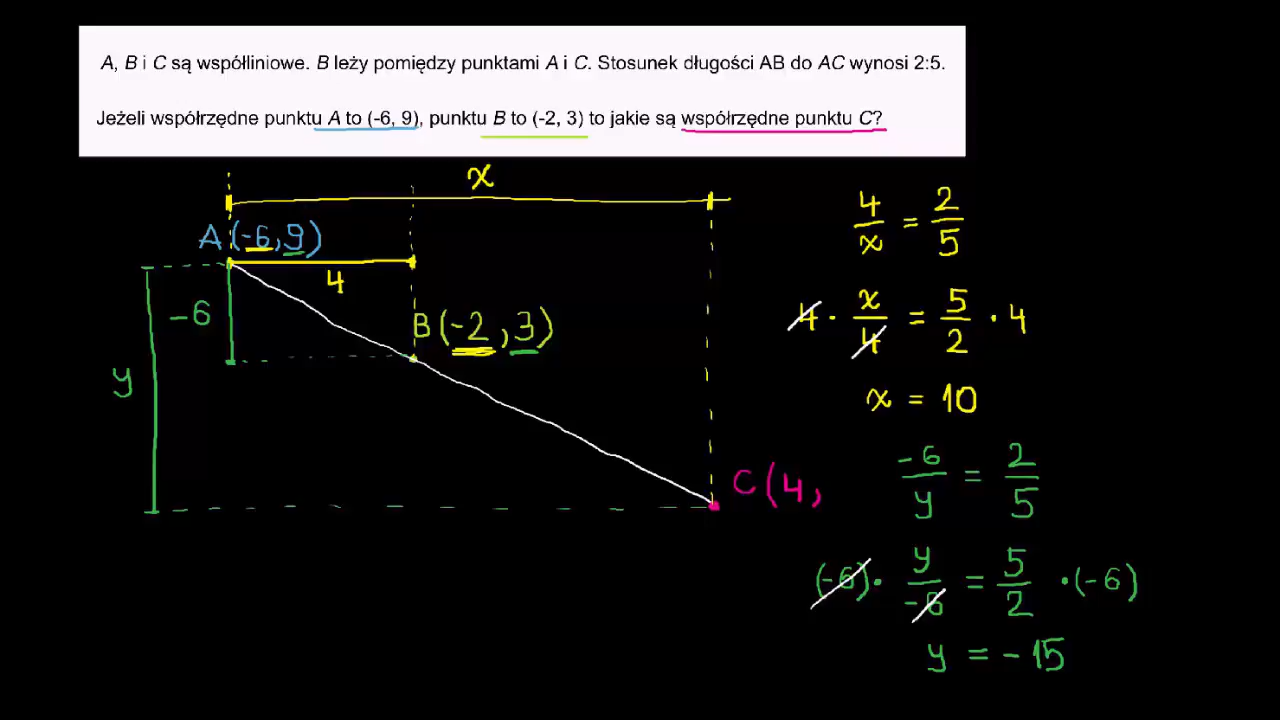 A, B i C są współliniowe. B leży pomiędzy punktami A i C. Stosunek długości AB do AC wynosi 2:5.
Jeżeli współrzędne punktu A to (-6, 9), punktu B to (-2, 3) to jakie są współrzędne punktu C?
x
A(-6,9)
4
-6
B(-2,3)
y
C(4,
4/x = 2/5
4 · x/4 = 5/2 · 4
x = 10
-6/y = 2/5
(-6) · y/-6 = 5/2 · (-6)
y = -15